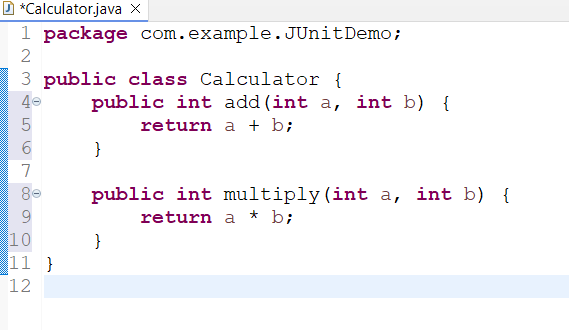 *Calculator.java
1 package com.example.JUnitDemo;
2
3 public class Calculator {
4     public int add(int a, int b) {
5         return a + b;
6     }
7
8     public int multiply(int a, int b) {
9         return a * b;
10     }
11 }
12